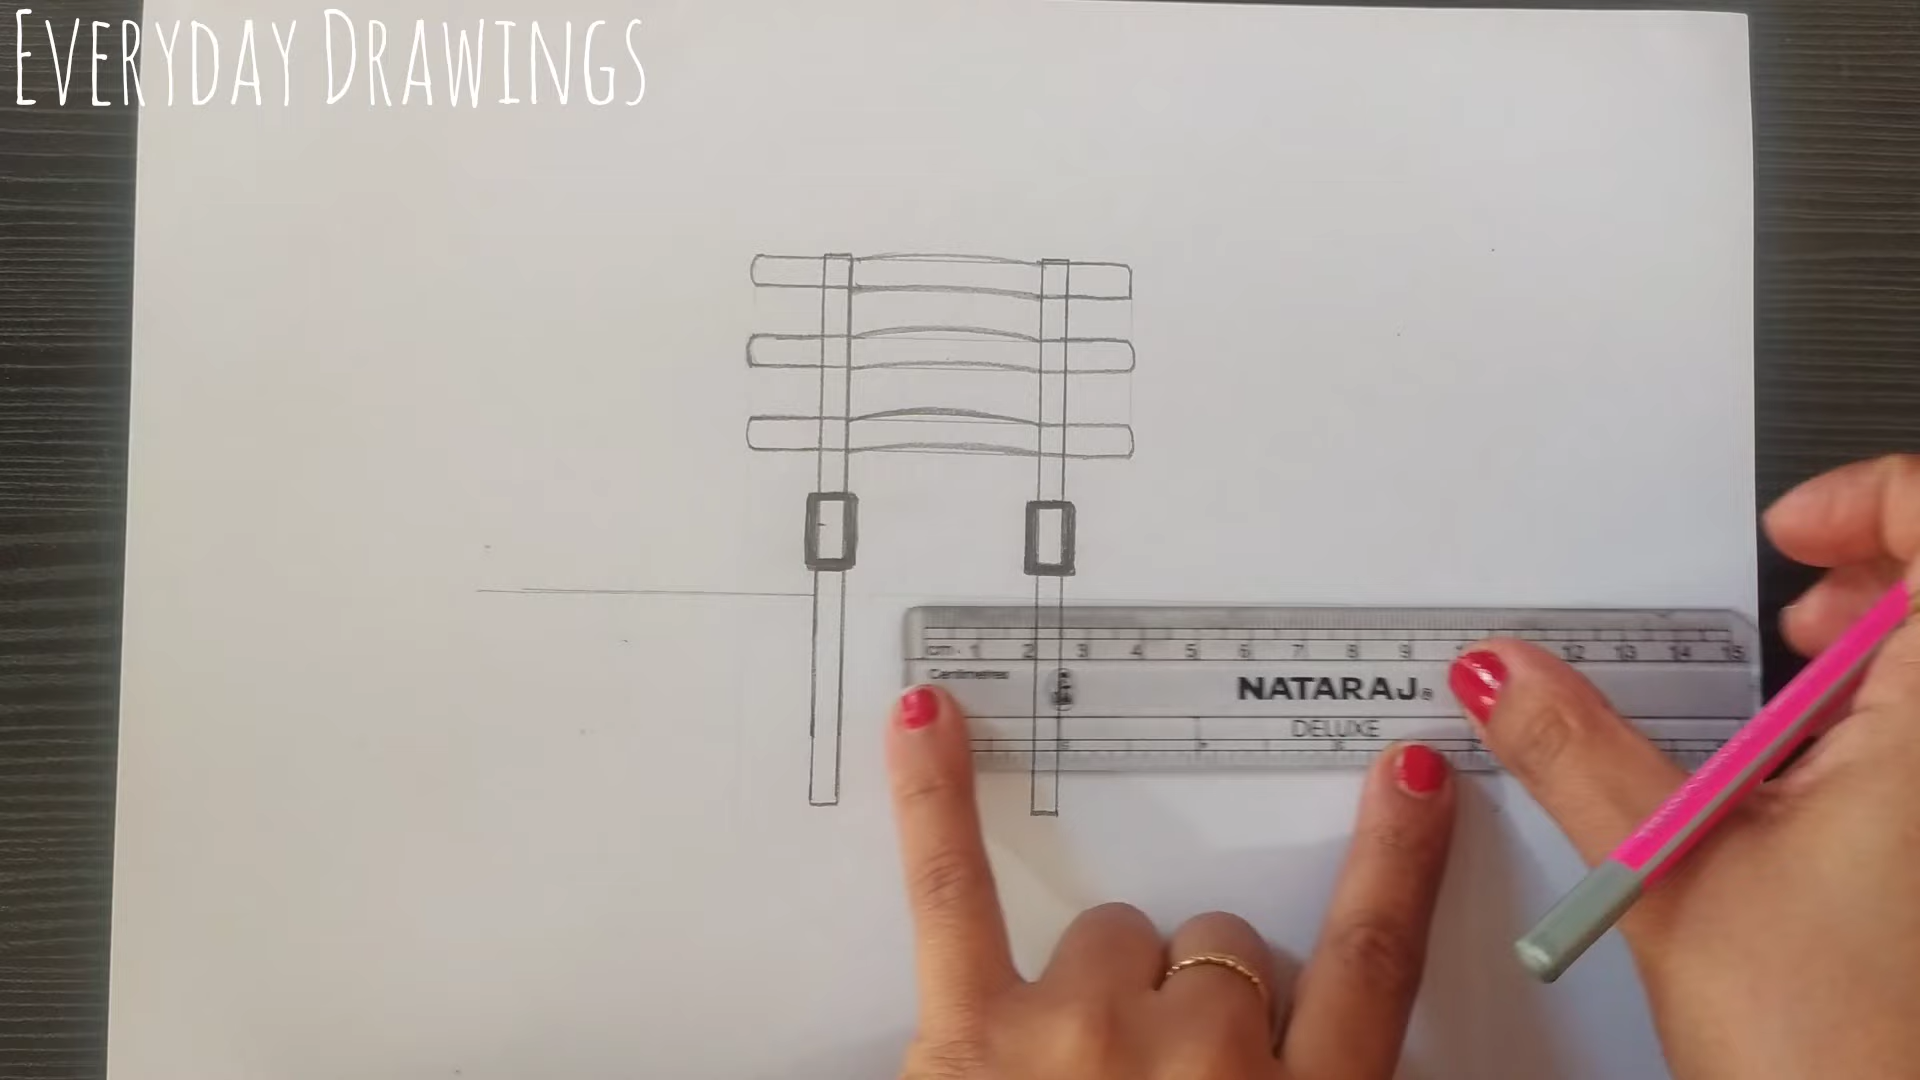 EVERYDAY DRAWINGS
cm 1 2 3 4 5 6 7 8 9 12 13 14 15
Centimetres
NATARAJ®
DELUXE